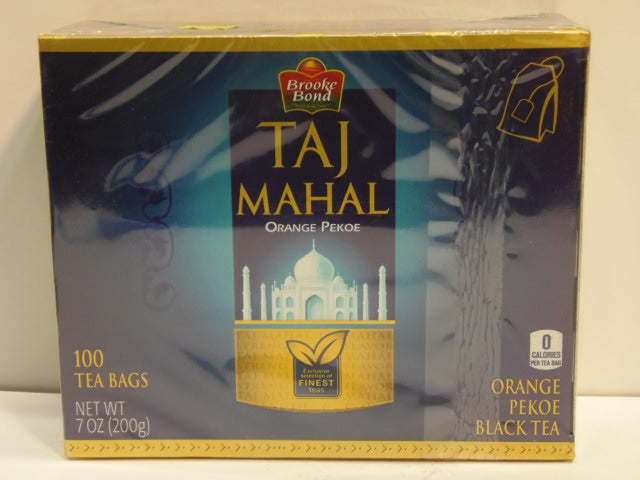 Brooke
Bond
TAJ
MAHAL
ORANGE PEKOE
Exclusive
selection of
FINEST
teas
100
TEA BAGS
NET WT
7 OZ (200g)
0
CALORIES
PER TEA BAG
ORANGE
PEKOE
BLACK TEA